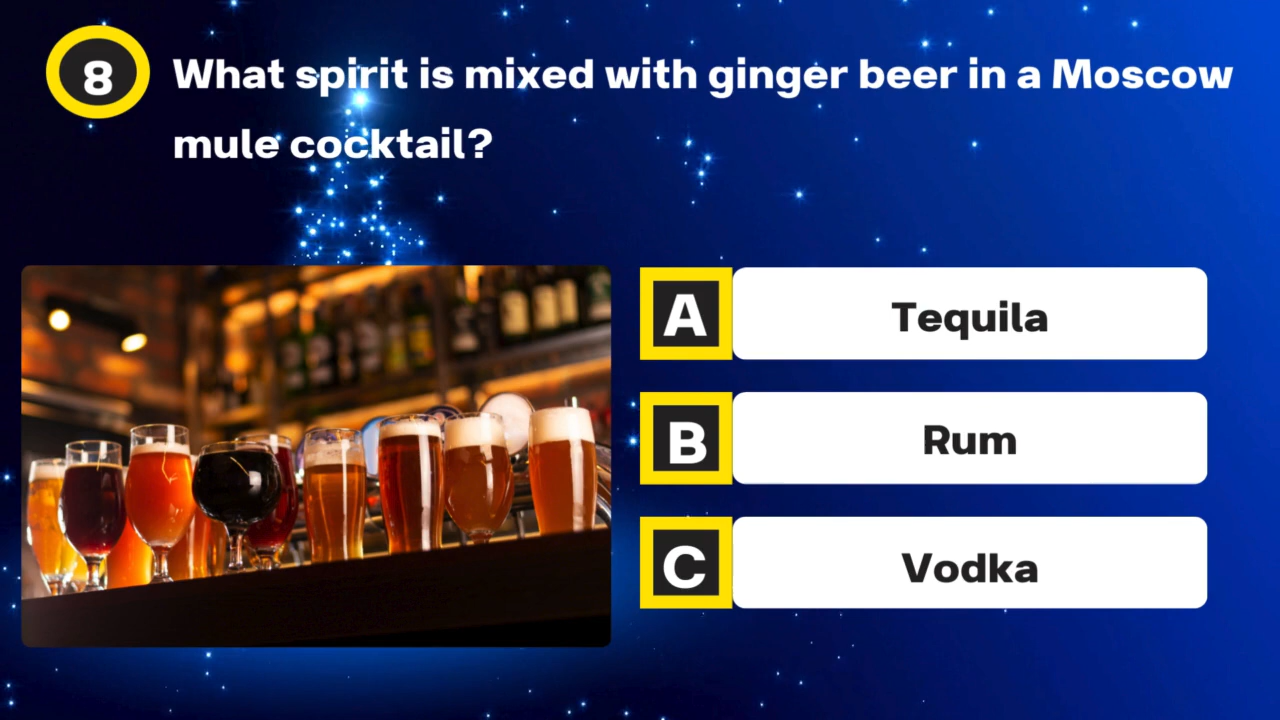 8
What spirit is mixed with ginger beer in a Moscow
mule cocktail?
A
Tequila
B
Rum
C
Vodka